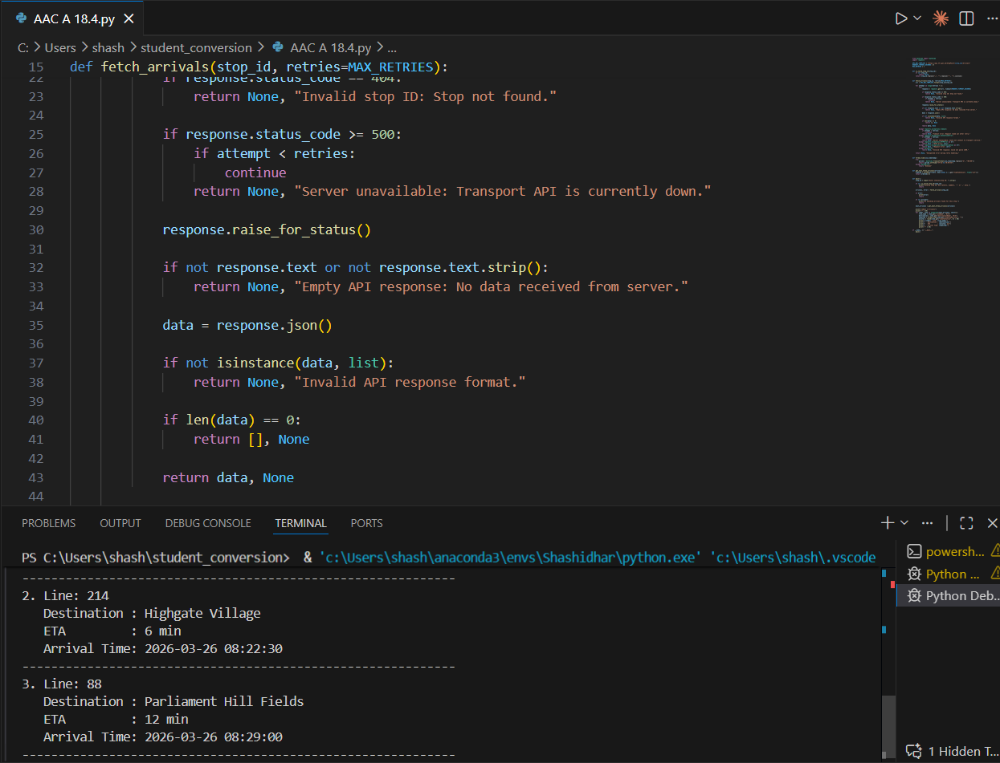 AAC A 18.4.py
C: > Users > shash > student_conversion > AAC A 18.4.py > ...
15 def fetch_arrivals(stop_id, retries=MAX_RETRIES):
22 if response.status_code == 404:
23 return None, "Invalid stop ID: Stop not found."
24
25 if response.status_code >= 500:
26 if attempt < retries:
27 continue
28 return None, "Server unavailable: Transport API is currently down."
29
30 response.raise_for_status()
31
32 if not response.text or not response.text.strip():
33 return None, "Empty API response: No data received from server."
34
35 data = response.json()
36
37 if not isinstance(data, list):
38 return None, "Invalid API response format."
39
40 if len(data) == 0:
41 return [], None
42
43 return data, None
44
PROBLEMS OUTPUT DEBUG CONSOLE TERMINAL PORTS
PS C:\Users\shash\student_conversion> & 'c:\Users\shash\anaconda3\envs\Shashidhar\python.exe' 'c:\Users\shash\.vscode
------------------------------------------------------------
2. Line: 214
Destination : Highgate Village
ETA : 6 min
Arrival Time: 2026-03-26 08:22:30
------------------------------------------------------------
3. Line: 88
Destination : Parliament Hill Fields
ETA : 12 min
Arrival Time: 2026-03-26 08:29:00
------------------------------------------------------------
powersh...
Python ...
Python Deb...
1 Hidden T...